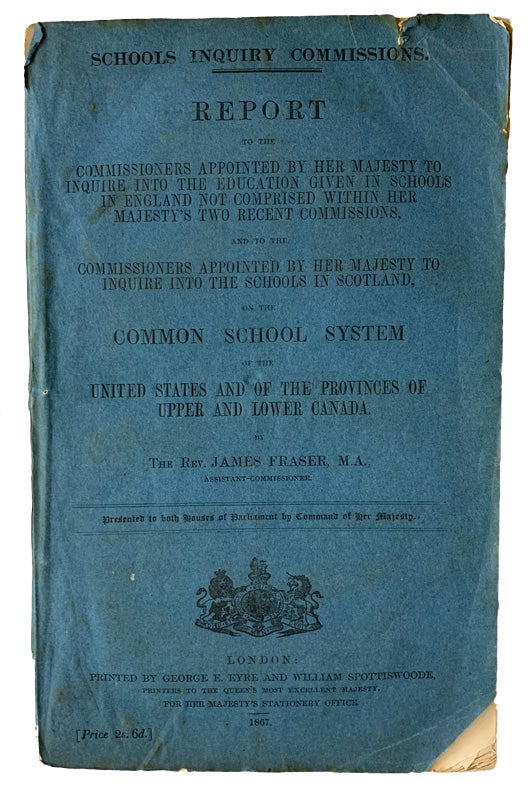 SCHOOLS INQUIRY COMMISSIONS.
REPORT
TO THE
COMMISSIONERS APPOINTED BY HER MAJESTY TO
INQUIRE INTO THE EDUCATION GIVEN IN SCHOOLS
IN ENGLAND NOT COMPRISED WITHIN HER
MAJESTY'S TWO RECENT COMMISSIONS,
AND TO THE
COMMISSIONERS APPOINTED BY HER MAJESTY TO
INQUIRE INTO THE SCHOOLS IN SCOTLAND,
ON THE
COMMON SCHOOL SYSTEM
OF THE
UNITED STATES AND OF THE PROVINCES OF
UPPER AND LOWER CANADA.
BY
THE REV. JAMES FRASER, M.A.,
ASSISTANT-COMMISSIONER.
Presented to both Houses of Parliament by Command of Her Majesty.
LONDON:
PRINTED BY GEORGE E. EYRE AND WILLIAM SPOTTISWOODE,
PRINTERS TO THE QUEEN'S MOST EXCELLENT MAJESTY.
FOR HER MAJESTY'S STATIONERY OFFICE
1867.
[Price 2s. 6d.]